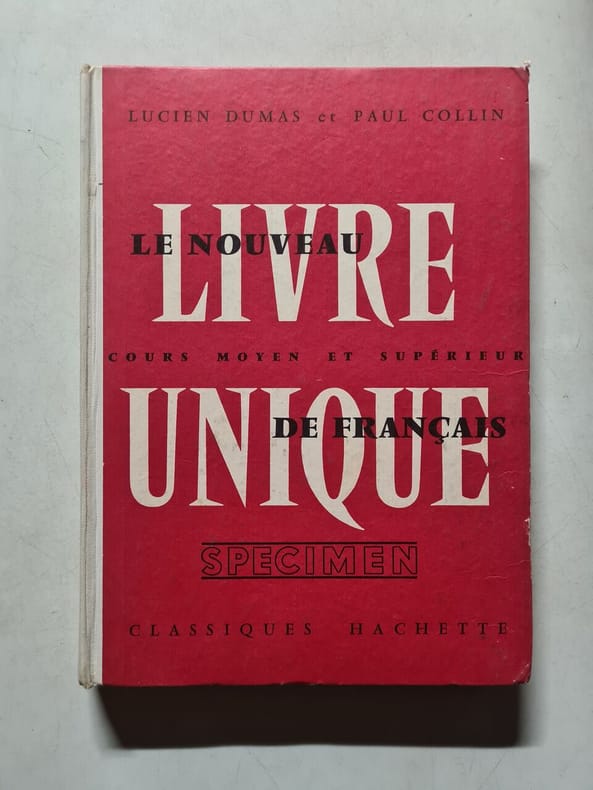 LUCIEN DUMAS et PAUL COLLIN
LE NOUVEAU
LIVRE
COURS MOYEN ET SUPÉRIEUR
UNIQUE
DE FRANÇAIS
SPECIMEN
CLASSIQUES HACHETTE